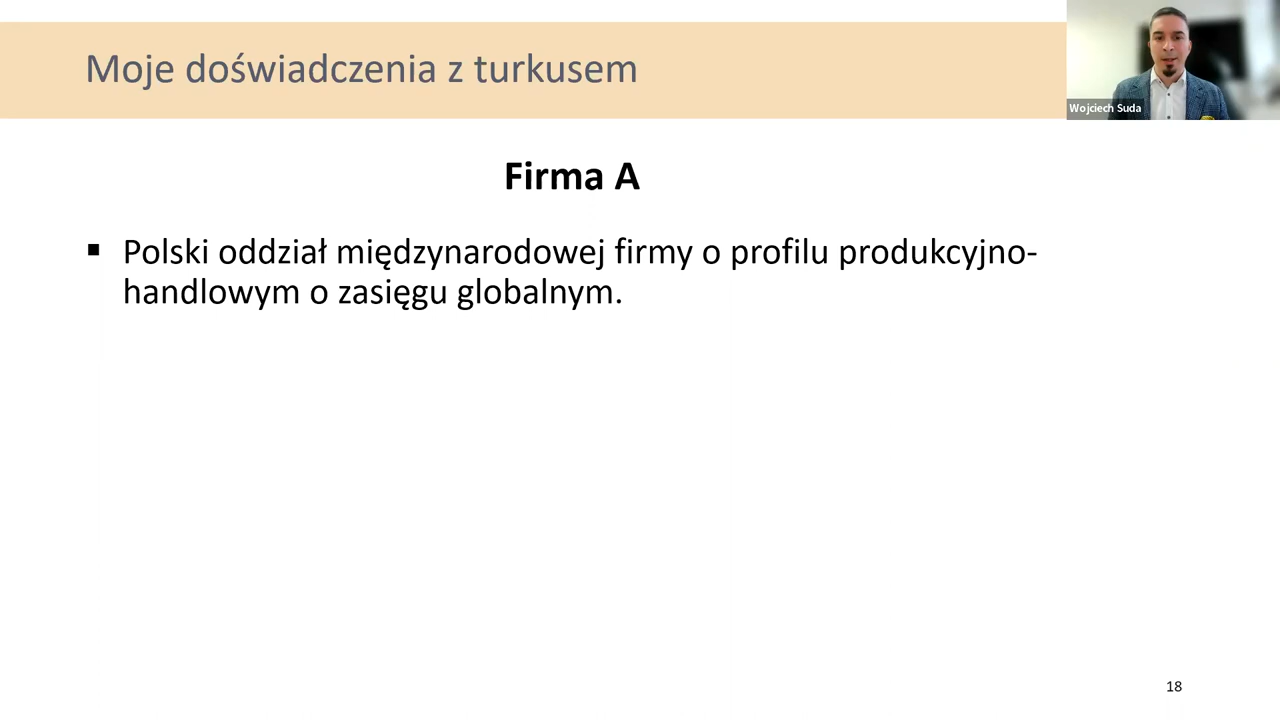 Moje doświadczenia z turkusem
Wojciech Suda
Firma A
▪ Polski oddział międzynarodowej firmy o profilu produkcyjno-
handlowym o zasięgu globalnym.
18